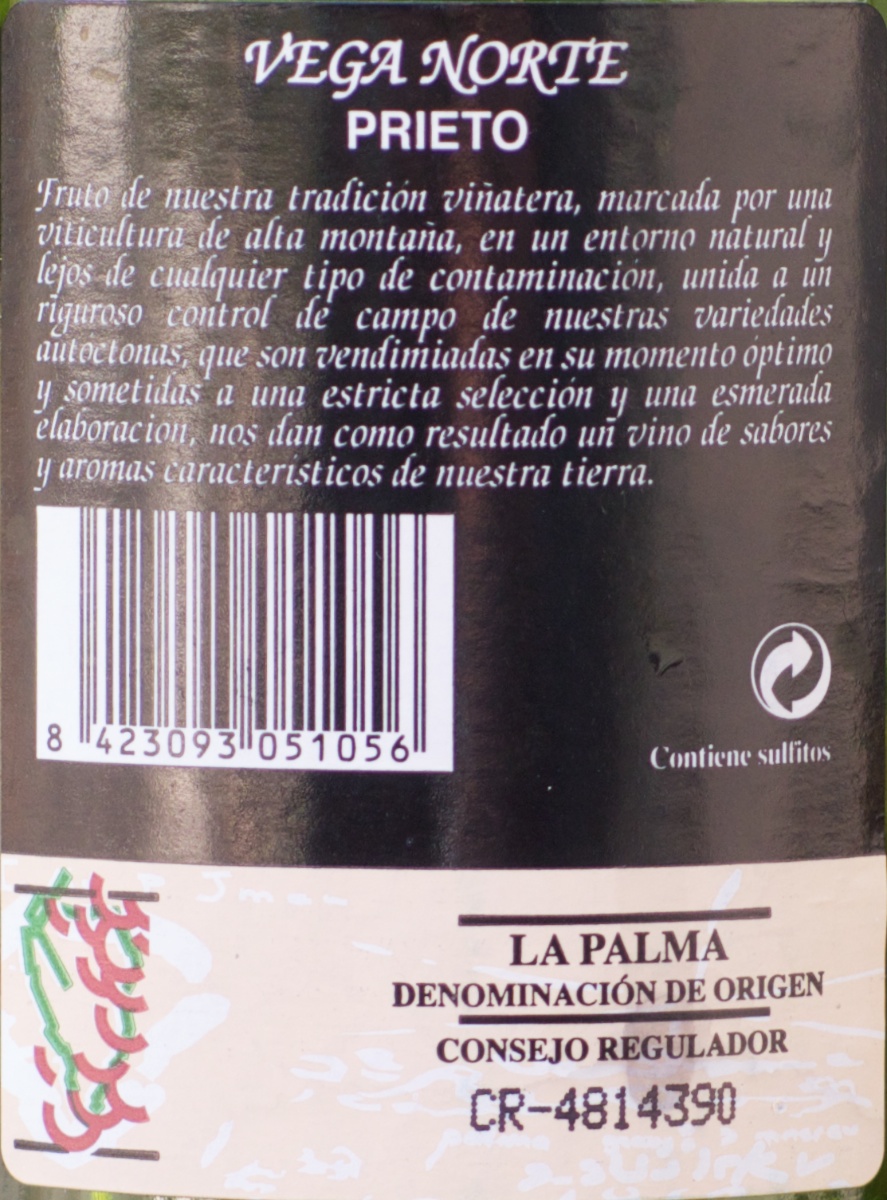 VEGA NORTE
PRIETO
Fruto de nuestra tradición viñatera, marcada por una
viticultura de alta montaña, en un entorno natural y
lejos de cualquier tipo de contaminación, unida a un
riguroso control de campo de nuestras variedades
autóctonas, que son vendimiadas en su momento óptimo
y sometidas a una estricta selección y una esmerada
elaboración, nos dan como resultado un vino de sabores
y aromas característicos de nuestra tierra.
8 423093 051056
Contiene sulfitos
LA PALMA
DENOMINACIÓN DE ORIGEN
CONSEJO REGULADOR
CR-4814390